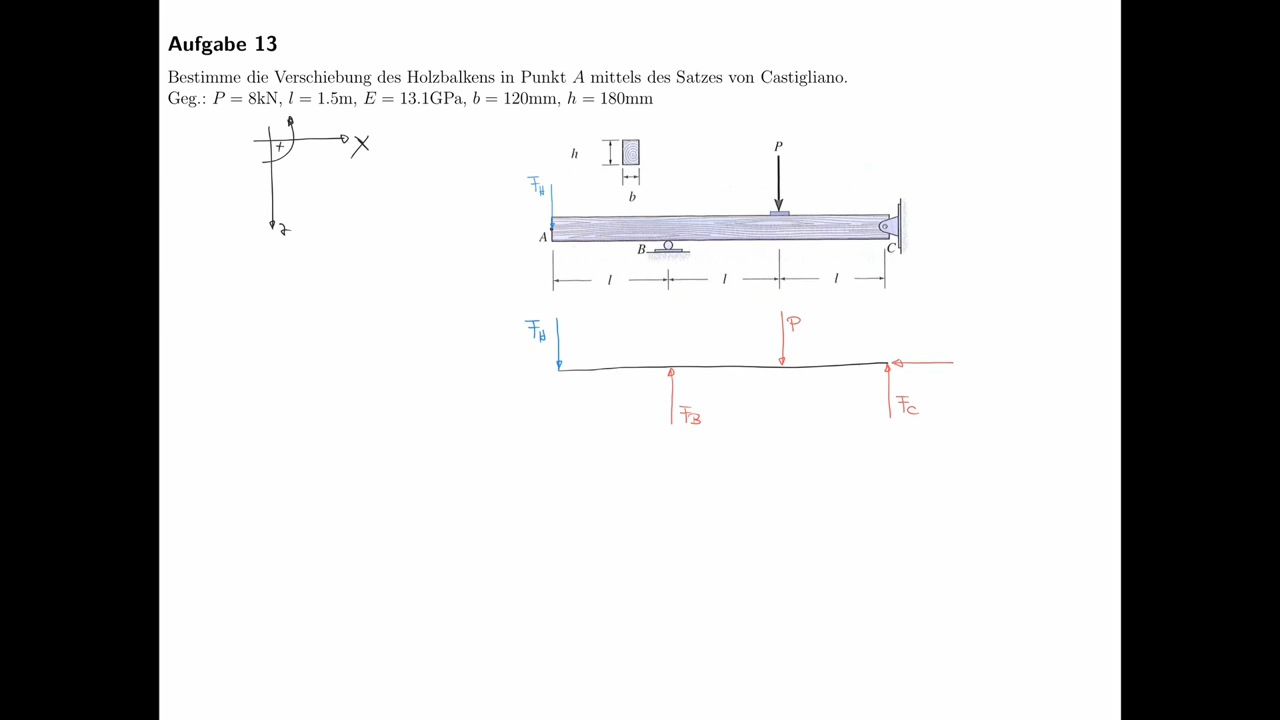 Aufgabe 13
Bestimme die Verschiebung des Holzbalkens in Punkt A mittels des Satzes von Castigliano.
Geg.: P = 8kN, l = 1.5m, E = 13.1GPa, b = 120mm, h = 180mm
+
X
z
h
b
P
F_H
A
B
C
l
l
l
F_H
P
F_B
F_C